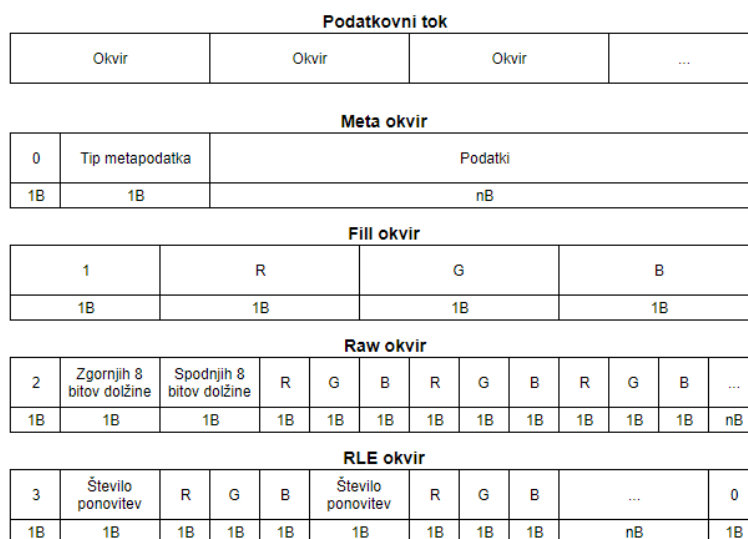 Podatkovni tok
Okvir Okvir Okvir ...
Meta okvir
0 Tip metapodatka Podatki
1B 1B nB
Fill okvir
1 R G B
1B 1B 1B 1B
Raw okvir
2 Zgornjih 8 bitov dolžine Spodnjih 8 bitov dolžine R G B R G B R G B ...
1B 1B 1B 1B 1B 1B 1B 1B 1B 1B 1B 1B nB
RLE okvir
3 Število ponovitev R G B Število ponovitev R G B ... 0
1B 1B 1B 1B 1B 1B 1B 1B 1B nB 1B